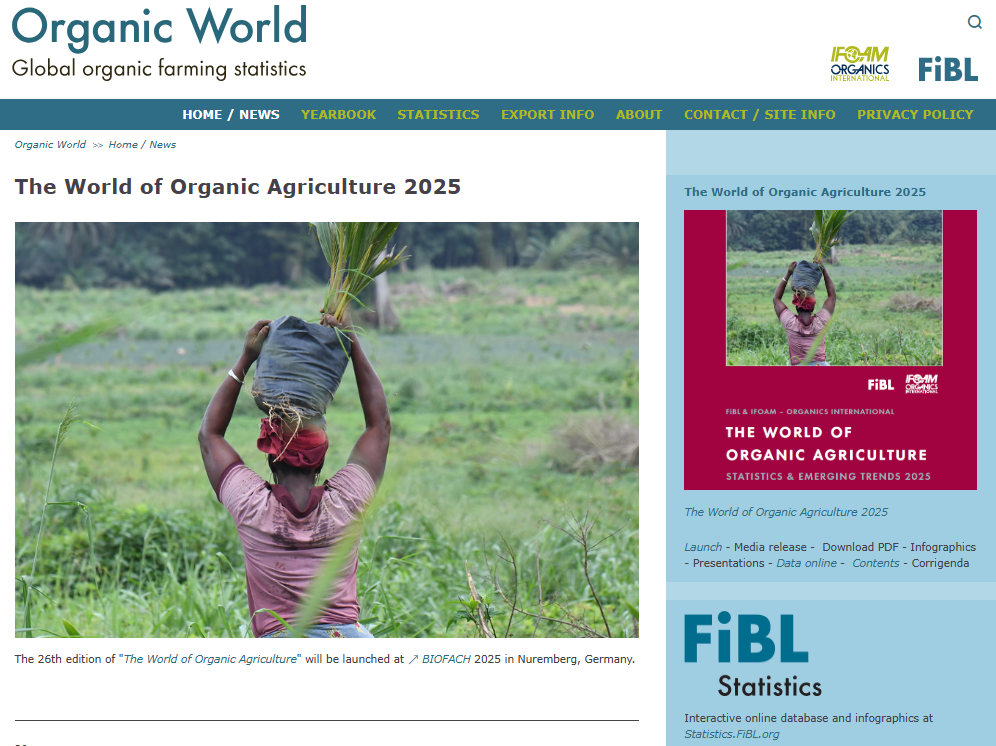 Organic World
Global organic farming statistics
IFOAM
ORGANICS
INTERNATIONAL
FiBL
HOME / NEWS YEARBOOK STATISTICS EXPORT INFO ABOUT CONTACT / SITE INFO PRIVACY POLICY
Organic World >> Home / News
The World of Organic Agriculture 2025
The 26th edition of "The World of Organic Agriculture" will be launched at ↗ BIOFACH 2025 in Nuremberg, Germany.
The World of Organic Agriculture 2025
FiBL
IFOAM
ORGANICS
INTERNATIONAL
FiBL & IFOAM – ORGANICS INTERNATIONAL
THE WORLD OF
ORGANIC AGRICULTURE
STATISTICS & EMERGING TRENDS 2025
The World of Organic Agriculture 2025
Launch - Media release - Download PDF - Infographics
- Presentations - Data online - Contents - Corrigenda
FiBL
Statistics
Interactive online database and infographics at
Statistics.FiBL.org